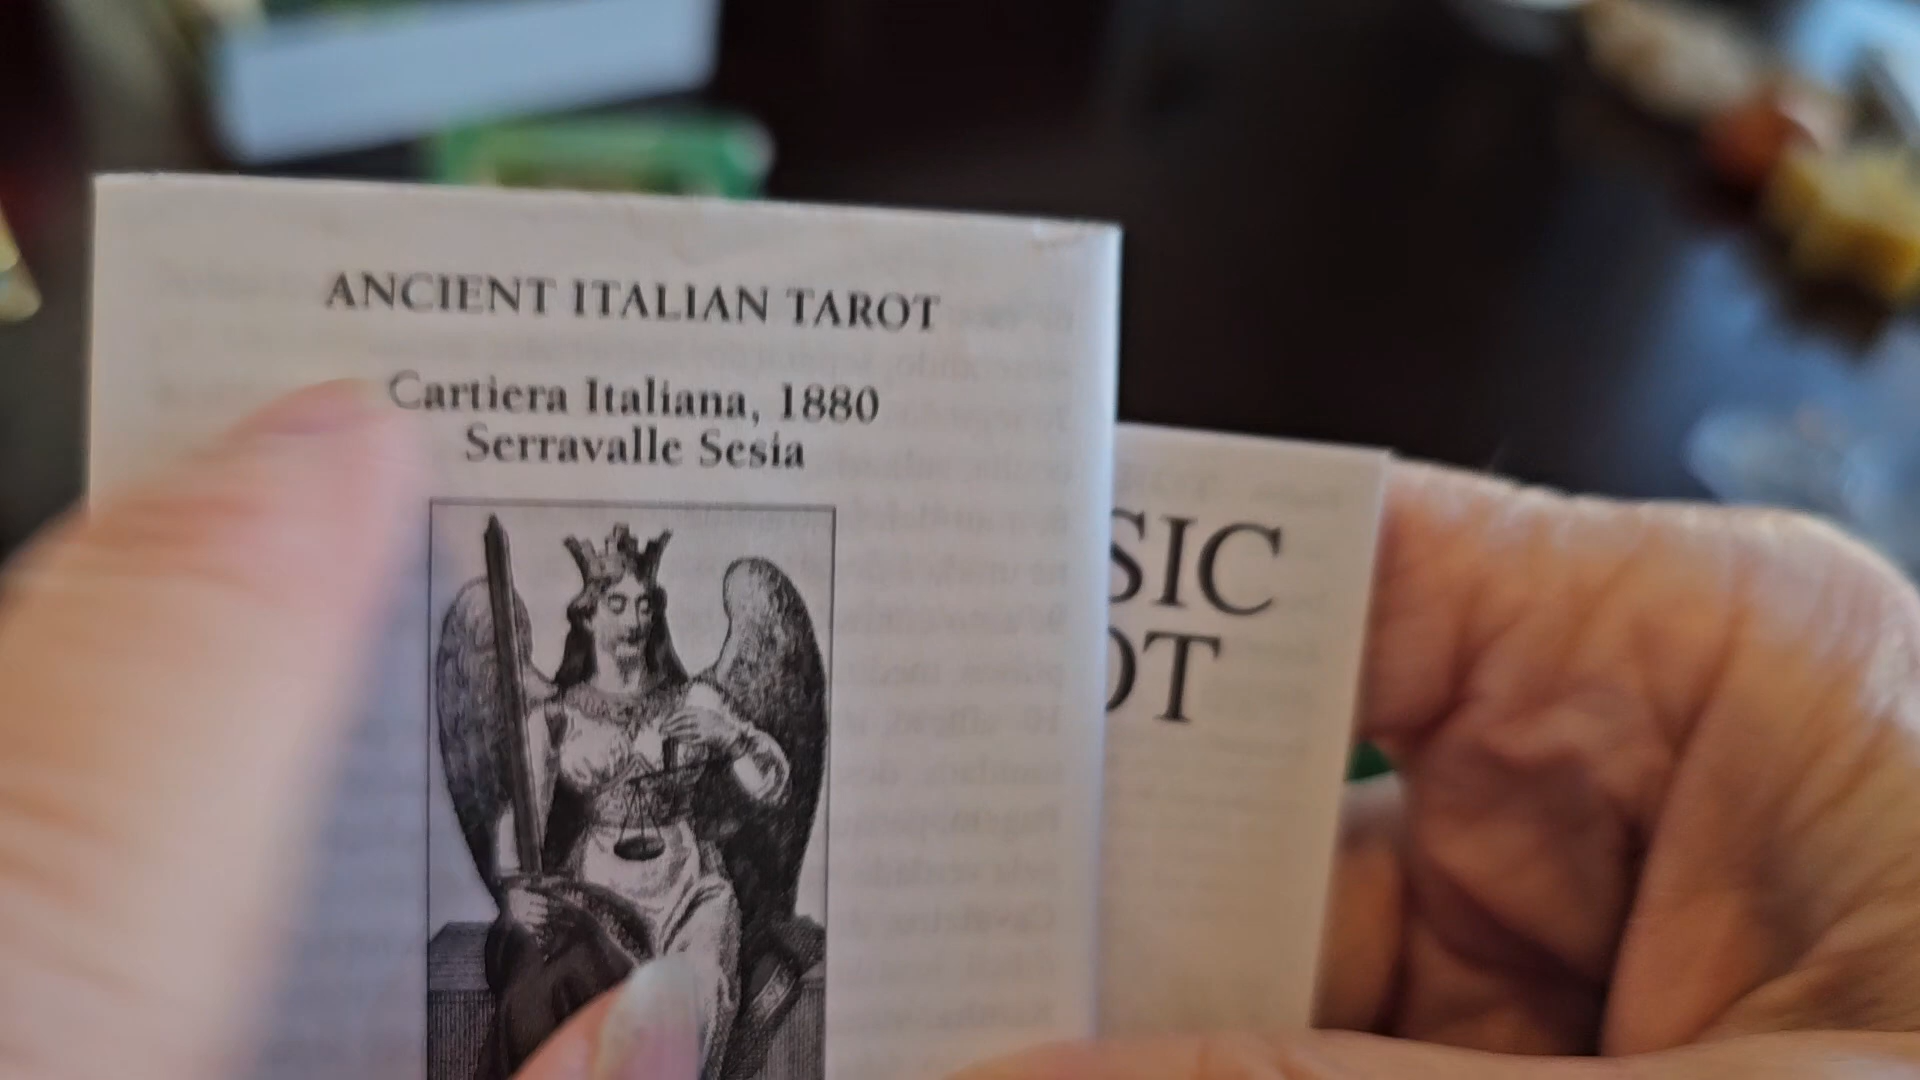 ANCIENT ITALIAN TAROT
Cartiera Italiana, 1880
Serravalle Sesia
SIC
OT